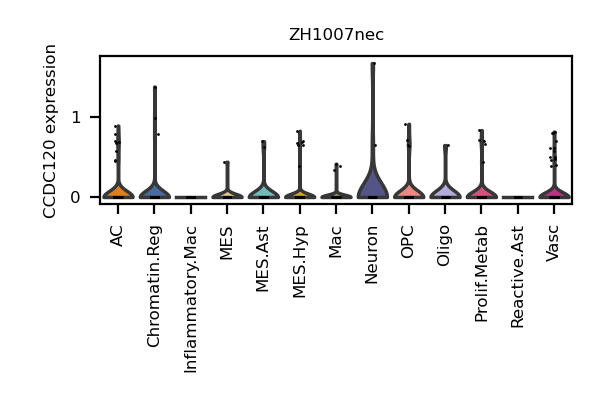 ZH1007nec
CCDC120 expression
1
0
AC
Chromatin.Reg
Inflammatory.Mac
MES
MES.Ast
MES.Hyp
Mac
Neuron
OPC
Oligo
Prolif.Metab
Reactive.Ast
Vasc